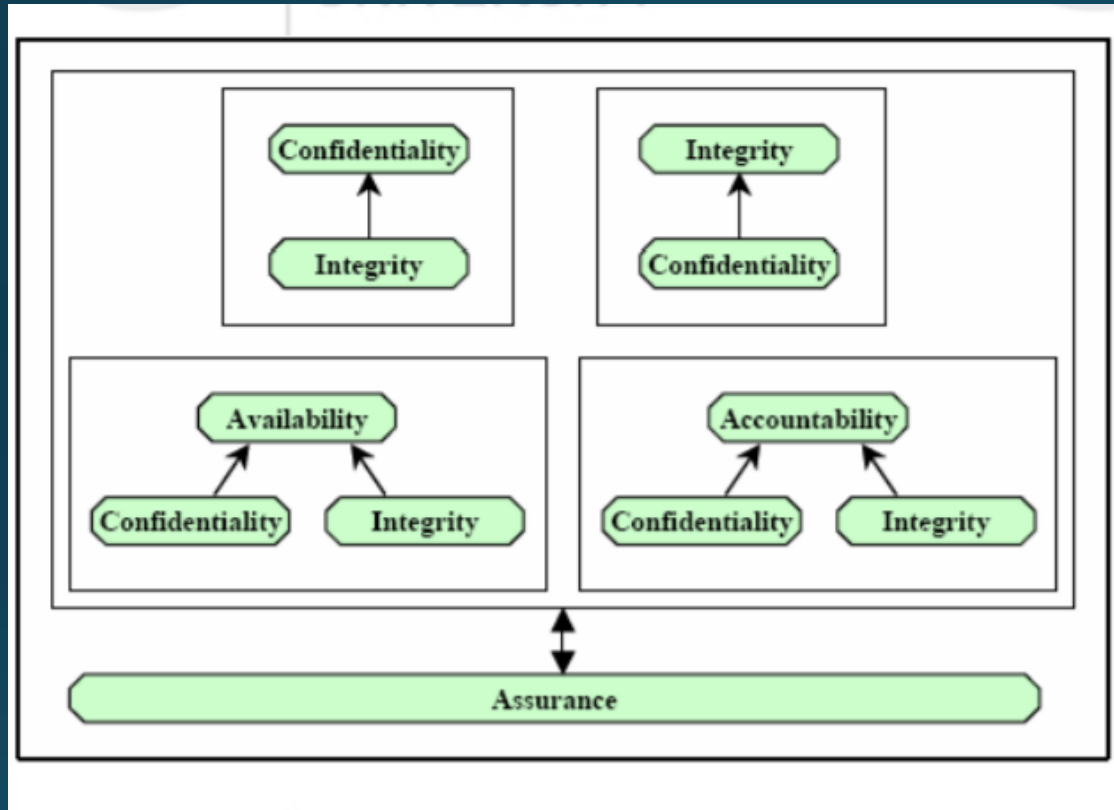 Confidentiality
Integrity
Integrity
Confidentiality
Availability
Confidentiality
Integrity
Accountability
Confidentiality
Integrity
Assurance